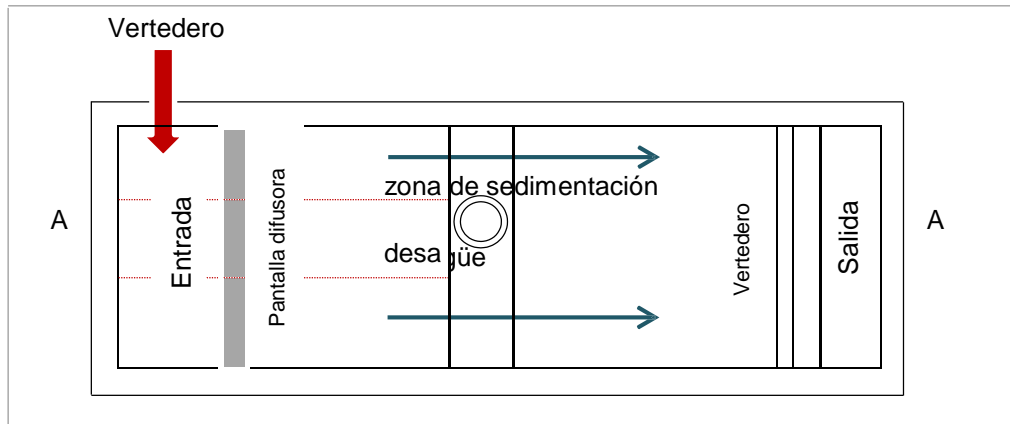 Vertedero
A
Entrada
Pantalla difusora
zona de sedimentación
desagüe
Vertedero
Salida
A